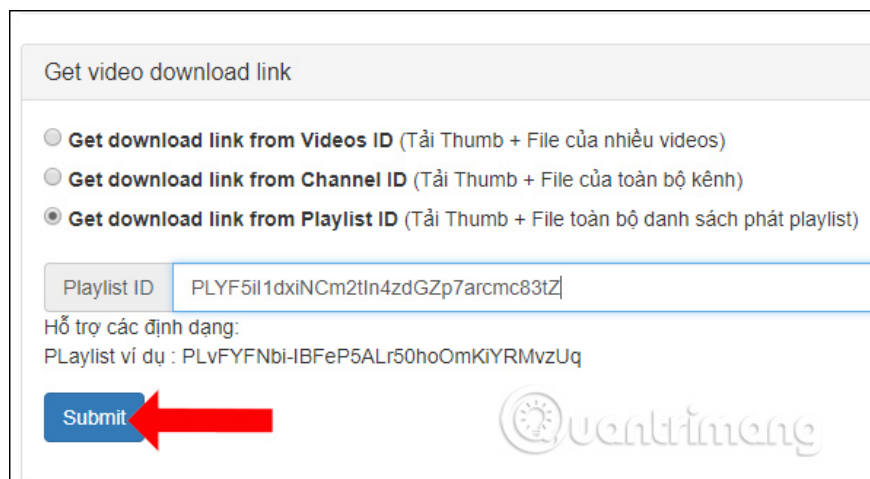 Get video download link
Get download link from Videos ID (Tải Thumb + File của nhiều videos)
Get download link from Channel ID (Tải Thumb + File của toàn bộ kênh)
Get download link from Playlist ID (Tải Thumb + File toàn bộ danh sách phát playlist)
Playlist ID PLYF5iI1dxiNCm2tIn4zdGZp7arcmc83tZ
Hỗ trợ các định dạng:
PLaylist ví dụ : PLvFYFNbi-IBFeP5ALr50hoOmKiYRMvzUq
Submit
Quantrimang